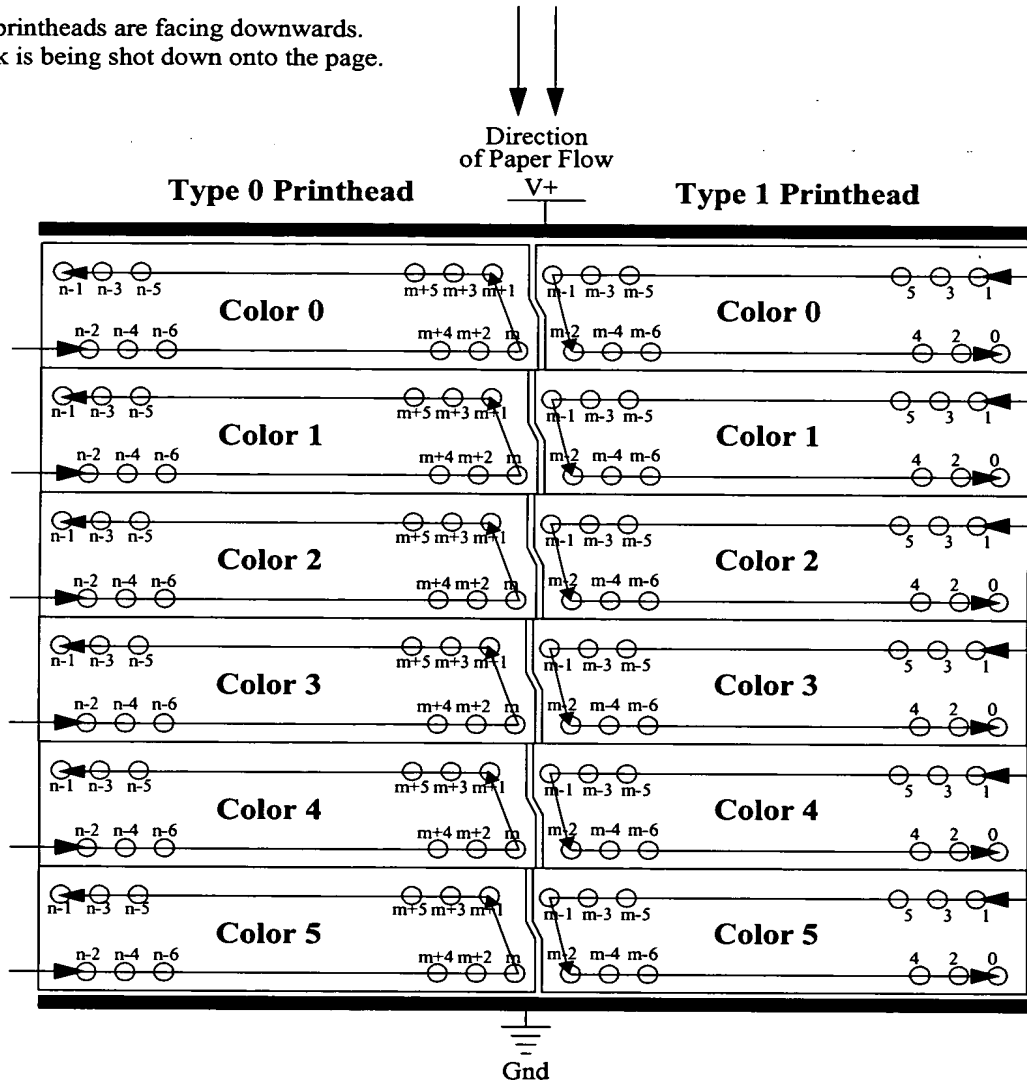 printheads are facing downwards.
k is being shot down onto the page.
Direction
of Paper Flow
V+
Type 0 Printhead
Type 1 Printhead
n-1 n-3 n-5 m+5 m+3 m+1 m-1 m-3 m-5 5 3 1
Color 0 Color 0
n-2 n-4 n-6 m+4 m+2 m m-2 m-4 m-6 4 2 0
n-1 n-3 n-5 m+5 m+3 m+1 m-1 m-3 m-5 5 3 1
Color 1 Color 1
n-2 n-4 n-6 m+4 m+2 m m-2 m-4 m-6 4 2 0
n-1 n-3 n-5 m+5 m+3 m+1 m-1 m-3 m-5 5 3 1
Color 2 Color 2
n-2 n-4 n-6 m+4 m+2 m m-2 m-4 m-6 4 2 0
n-1 n-3 n-5 m+5 m+3 m+1 m-1 m-3 m-5 5 3 1
Color 3 Color 3
n-2 n-4 n-6 m+4 m+2 m m-2 m-4 m-6 4 2 0
n-1 n-3 n-5 m+5 m+3 m+1 m-1 m-3 m-5 5 3 1
Color 4 Color 4
n-2 n-4 n-6 m+4 m+2 m m-2 m-4 m-6 4 2 0
n-1 n-3 n-5 m+5 m+3 m+1 m-1 m-3 m-5 5 3 1
Color 5 Color 5
n-2 n-4 n-6 m+4 m+2 m m-2 m-4 m-6 4 2 0
Gnd